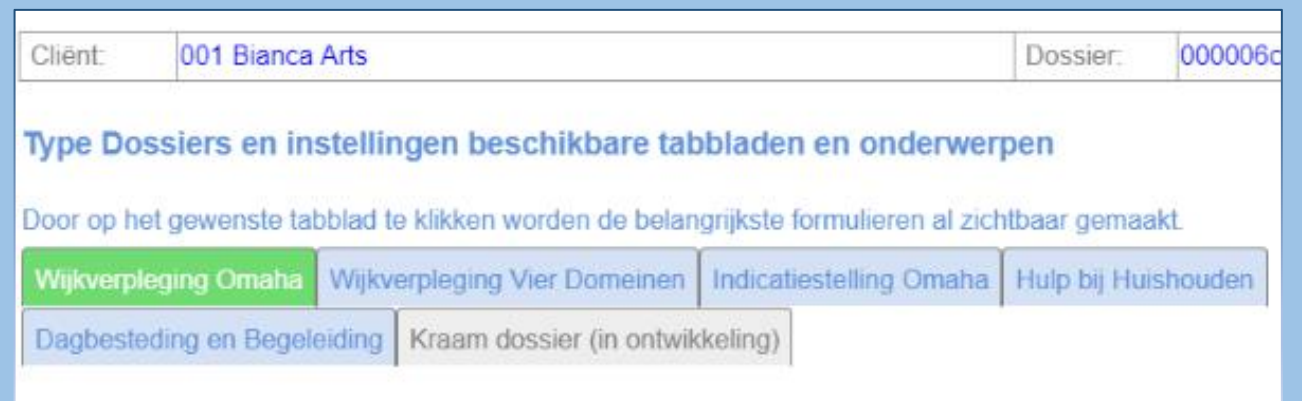 Cliënt: 001 Bianca Arts Dossier: 000006c
Type Dossiers en instellingen beschikbare tabbladen en onderwerpen
Door op het gewenste tabblad te klikken worden de belangrijkste formulieren al zichtbaar gemaakt.
Wijkverpleging Omaha Wijkverpleging Vier Domeinen Indicatiestelling Omaha Hulp bij Huishouden
Dagbesteding en Begeleiding Kraam dossier (in ontwikkeling)